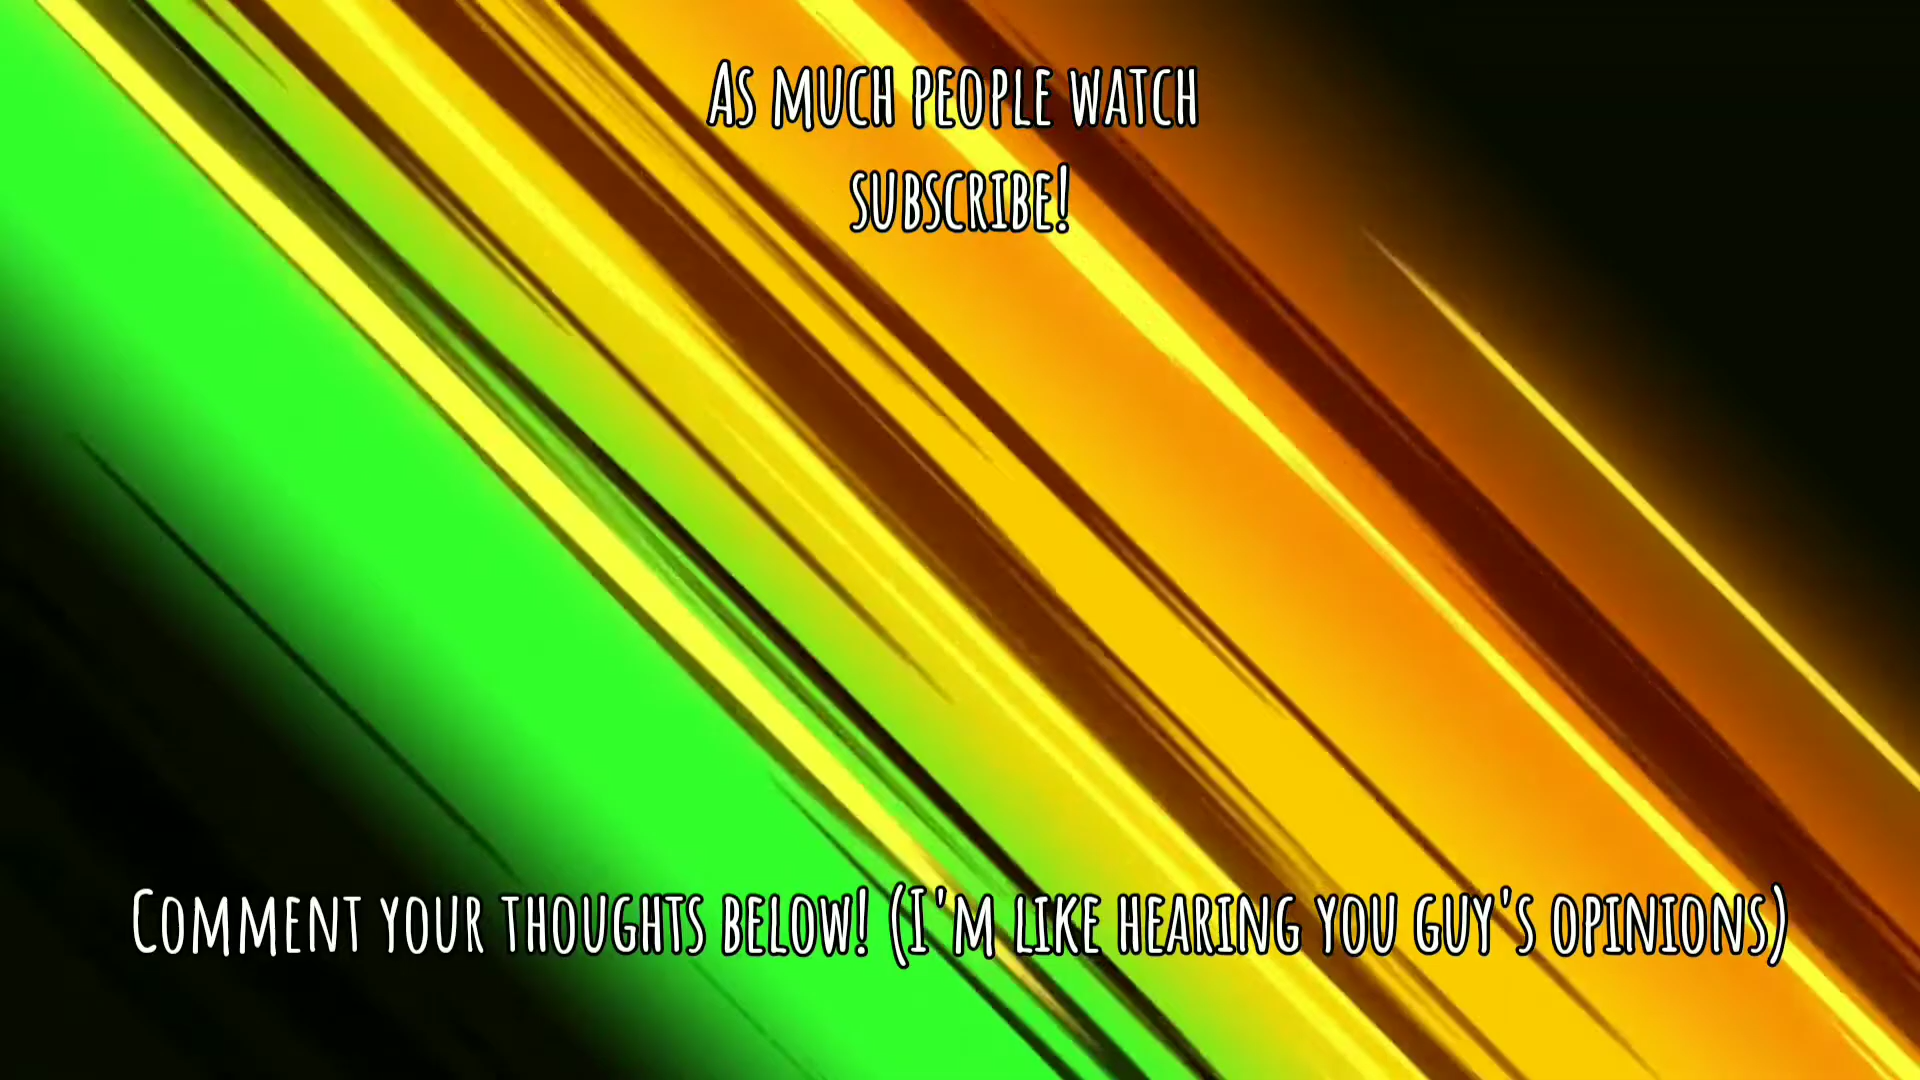 As much people watch
subscribe!
Comment your thoughts below! (I'm like hearing you guy's opinions)